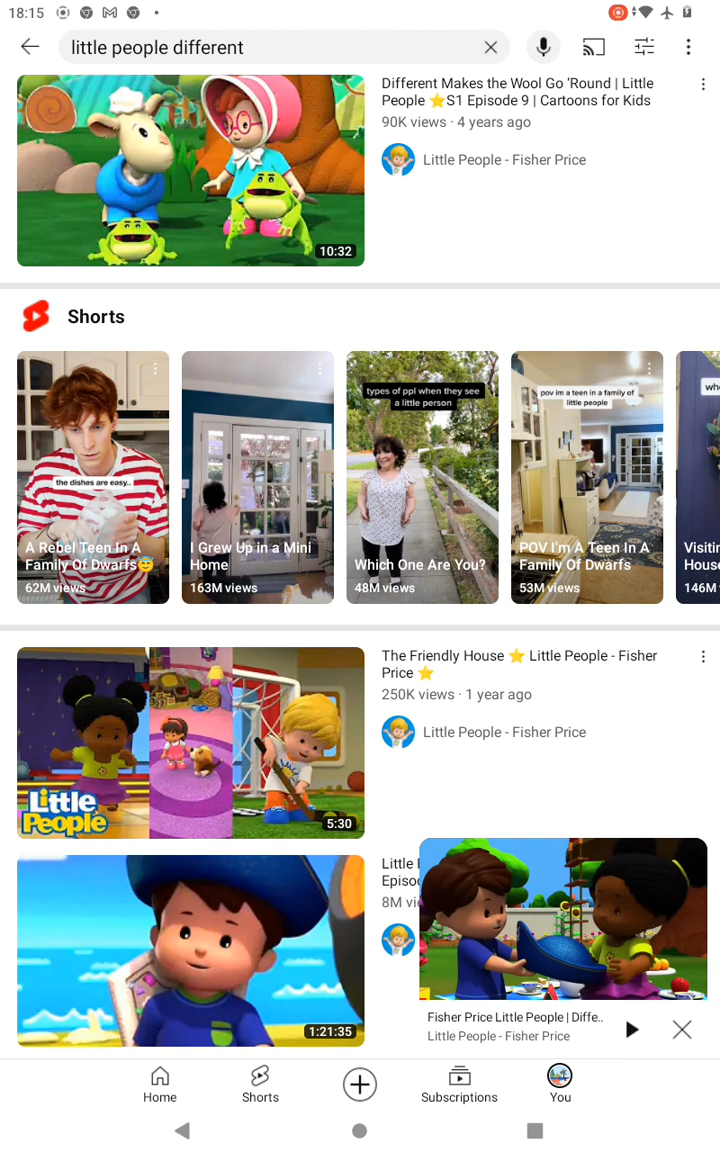 18:15
little people different
Different Makes the Wool Go ‘Round | Little
People ⭐S1 Episode 9 | Cartoons for Kids
90K views · 4 years ago
Little People - Fisher Price
10:32
Shorts
the dishes are easy..
A Rebel Teen In A
Family Of Dwarfs😇
62M views
I Grew Up in a Mini
Home
163M views
types of ppl when they see
a little person
Which One Are You?
48M views
pov im a teen in a family of
little people
POV I'm A Teen In A
Family Of Dwarfs
53M views
Visitin
House
146M
The Friendly House ⭐ Little People - Fisher
Price ⭐
250K views · 1 year ago
Little People - Fisher Price
Little
People
5:30
Little
Episo
8M vie
1:21:35
Fisher Price Little People | Diffe..
Little People - Fisher Price
Home
Shorts
Subscriptions
You